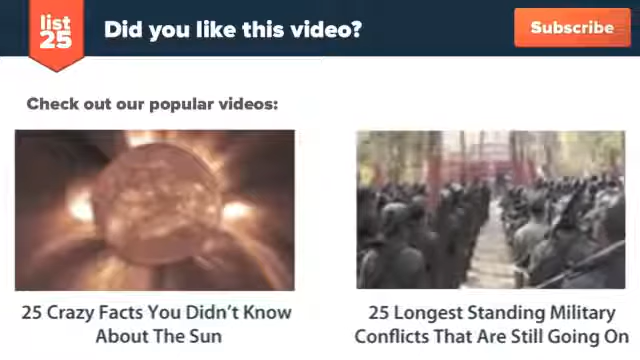 list
25
Did you like this video?
Subscribe
Check out our popular videos:
25 Crazy Facts You Didn't Know
About The Sun
25 Longest Standing Military
Conflicts That Are Still Going On